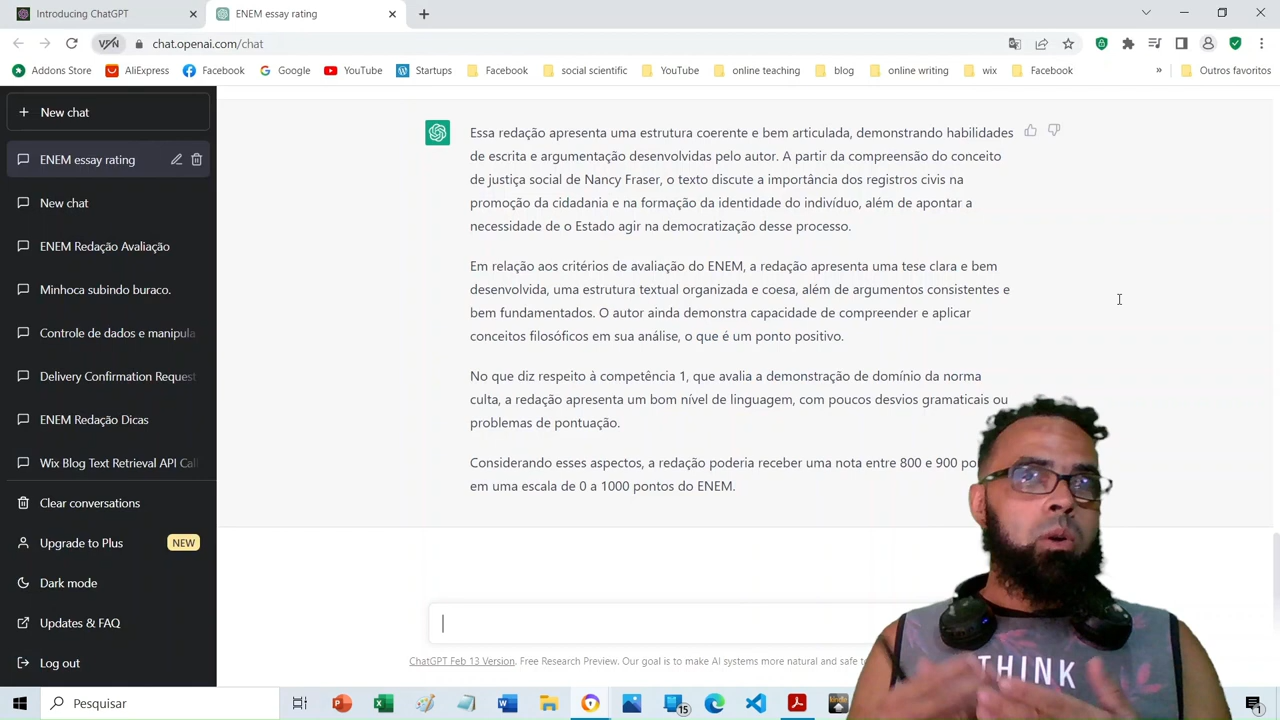 Introducing ChatGPT
ENEM essay rating
VPN
chat.openai.com/chat
Addons Store
AliExpress
Facebook
Google
YouTube
Startups
Facebook
social scientific
YouTube
online teaching
blog
online writing
wix
Facebook
»
Outros favoritos
New chat
ENEM essay rating
New chat
ENEM Redação Avaliação
Minhoca subindo buraco.
Controle de dados e manipula
Delivery Confirmation Request
ENEM Redação Dicas
Wix Blog Text Retrieval API Cal
Clear conversations
Upgrade to Plus NEW
Dark mode
Updates & FAQ
Log out
Essa redação apresenta uma estrutura coerente e bem articulada, demonstrando habilidades
de escrita e argumentação desenvolvidas pelo autor. A partir da compreensão do conceito
de justiça social de Nancy Fraser, o texto discute a importância dos registros civis na
promoção da cidadania e na formação da identidade do indivíduo, além de apontar a
necessidade de o Estado agir na democratização desse processo.
Em relação aos critérios de avaliação do ENEM, a redação apresenta uma tese clara e bem
desenvolvida, uma estrutura textual organizada e coesa, além de argumentos consistentes e
bem fundamentados. O autor ainda demonstra capacidade de compreender e aplicar
conceitos filosóficos em sua análise, o que é um ponto positivo.
No que diz respeito à competência 1, que avalia a demonstração de domínio da norma
culta, a redação apresenta um bom nível de linguagem, com poucos desvios gramaticais ou
problemas de pontuação.
Considerando esses aspectos, a redação poderia receber uma nota entre 800 e 900 po
em uma escala de 0 a 1000 pontos do ENEM.
ChatGPT Feb 13 Version. Free Research Preview. Our goal is to make AI systems more natural and safe to
THINK
Pesquisar
15
1